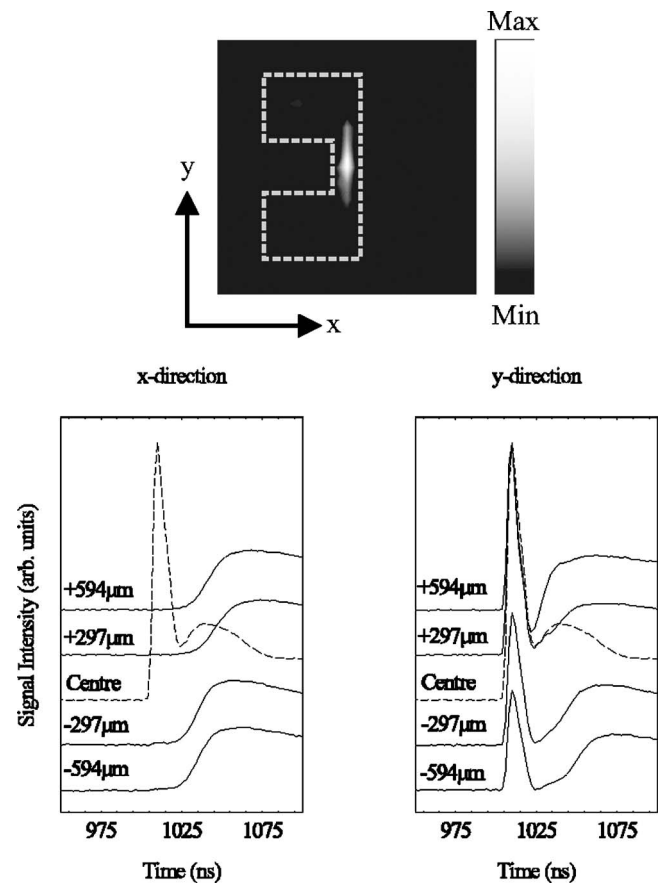 Max
y
x
Min
x-direction
y-direction
Signal Intensity (arb. units)
+594μm
+297μm
Centre
-297μm
-594μm
975 1025 1075
Time (ns)
+594μm
+297μm
Centre
-297μm
-594μm
975 1025 1075
Time (ns)